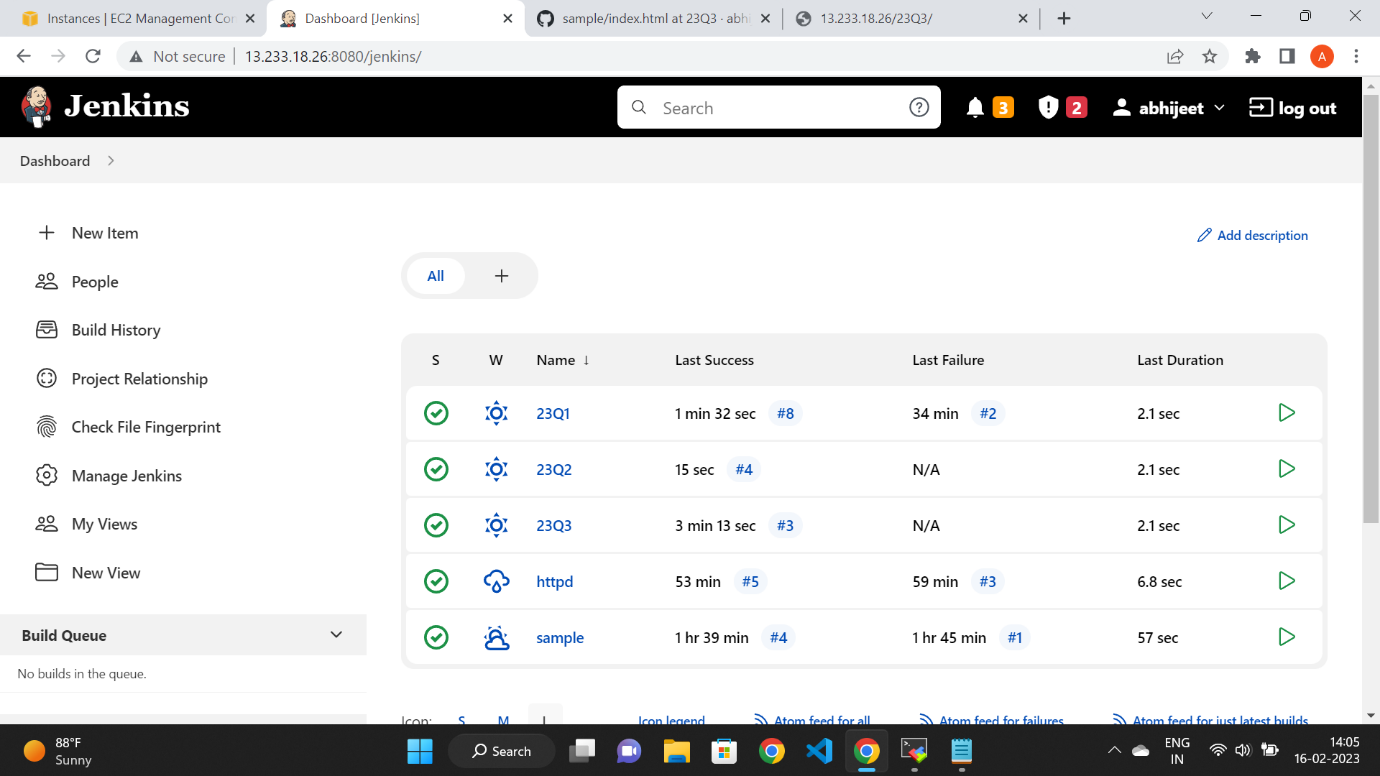 Instances | EC2 Management Con
Dashboard [Jenkins]
sample/index.html at 23Q3 · abhi
13.233.18.26/23Q3/
Not secure
13.233.18.26:8080/jenkins/
A
Jenkins
Search
3
2
abhijeet
log out
Dashboard
New Item
People
Build History
Project Relationship
Check File Fingerprint
Manage Jenkins
My Views
New View
Build Queue
No builds in the queue.
Add description
All
S W Name ↓ Last Success Last Failure Last Duration
23Q1 1 min 32 sec #8 34 min #2 2.1 sec
23Q2 15 sec #4 N/A 2.1 sec
23Q3 3 min 13 sec #3 N/A 2.1 sec
httpd 53 min #5 59 min #3 6.8 sec
sample 1 hr 39 min #4 1 hr 45 min #1 57 sec
Icon: S M L Icon legend Atom feed for all Atom feed for failures Atom feed for just latest builds
88°F
Sunny
Search
ENG
IN
14:05
16-02-2023